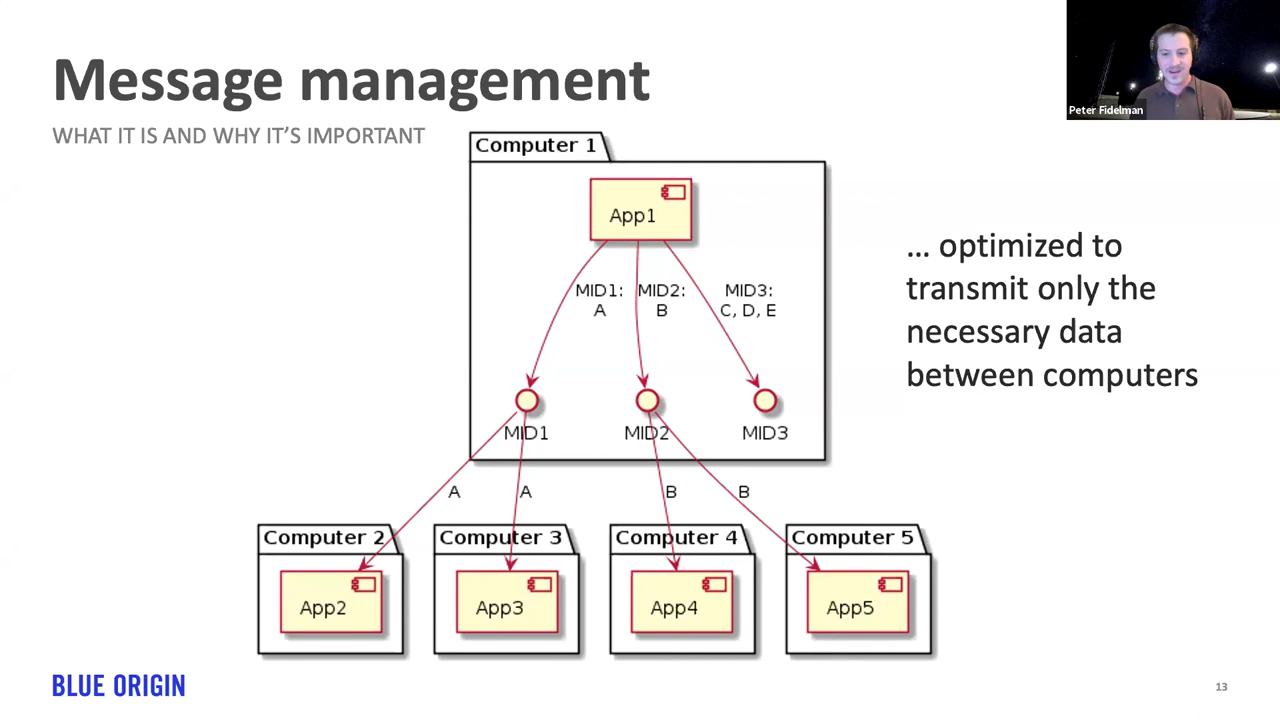 Message management
WHAT IT IS AND WHY IT'S IMPORTANT
Peter Fidelman
Computer 1
App1
MID1:
A
MID2:
B
MID3:
C, D, E
MID1
MID2
MID3
… optimized to
transmit only the
necessary data
between computers
A
A
B
B
Computer 2
App2
Computer 3
App3
Computer 4
App4
Computer 5
App5
BLUE ORIGIN
13